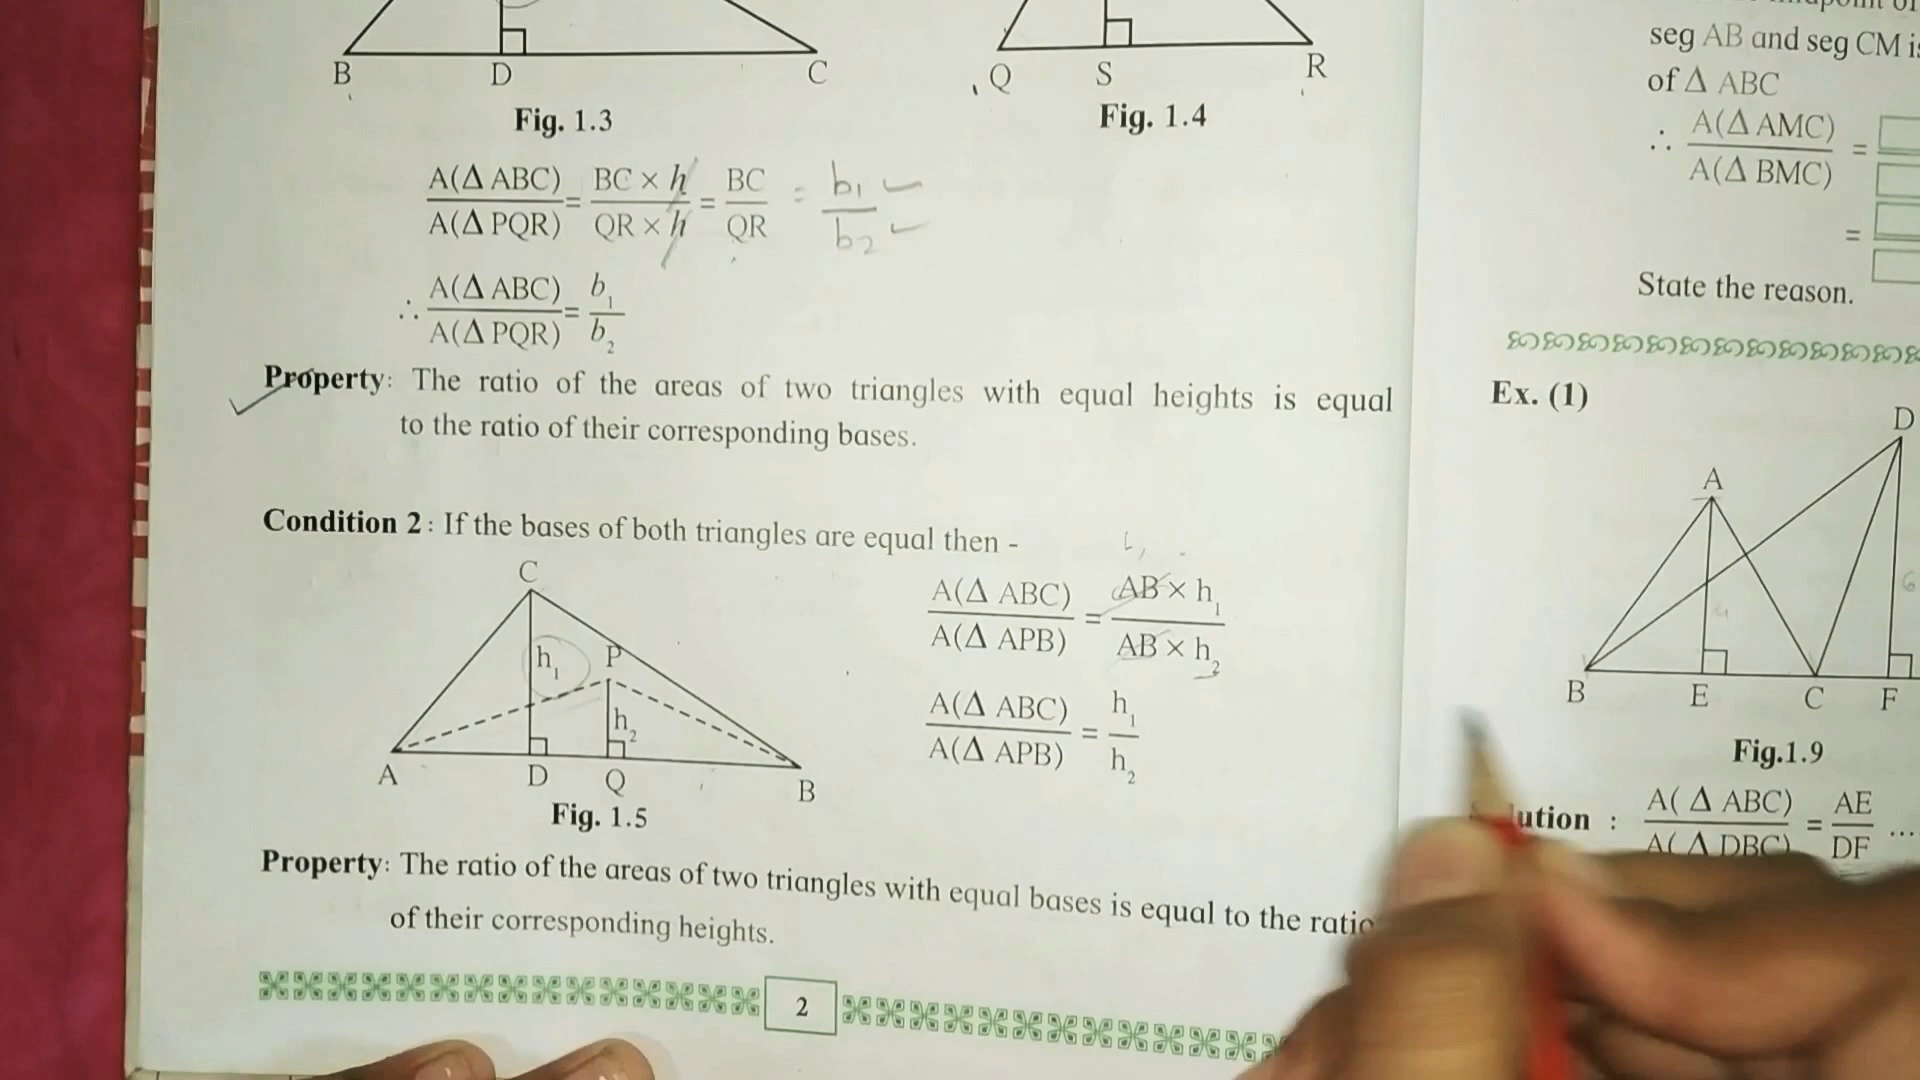 B D C
Q S R
Fig. 1.3
Fig. 1.4
A(Δ ABC) / A(Δ PQR) = BC × h / QR × h = BC / QR = b1 / b2
∴ A(Δ ABC) / A(Δ PQR) = b₁ / b₂
Property: The ratio of the areas of two triangles with equal heights is equal
to the ratio of their corresponding bases.
Condition 2 : If the bases of both triangles are equal then -
C
h₁ P
h₂
A D Q B
Fig. 1.5
A(Δ ABC) / A(Δ APB) = AB × h₁ / AB × h₂
A(Δ ABC) / A(Δ APB) = h₁ / h₂
Property: The ratio of the areas of two triangles with equal bases is equal to the ratio
of their corresponding heights.
2
seg AB and seg CM
of Δ ABC
∴ A(Δ AMC) / A(Δ BMC) =
=
State the reason.
Ex. (1)
D
A
4 6
B E C F
Fig.1.9
: A( Δ ABC) / A( Δ DBC) = AE / DF ...